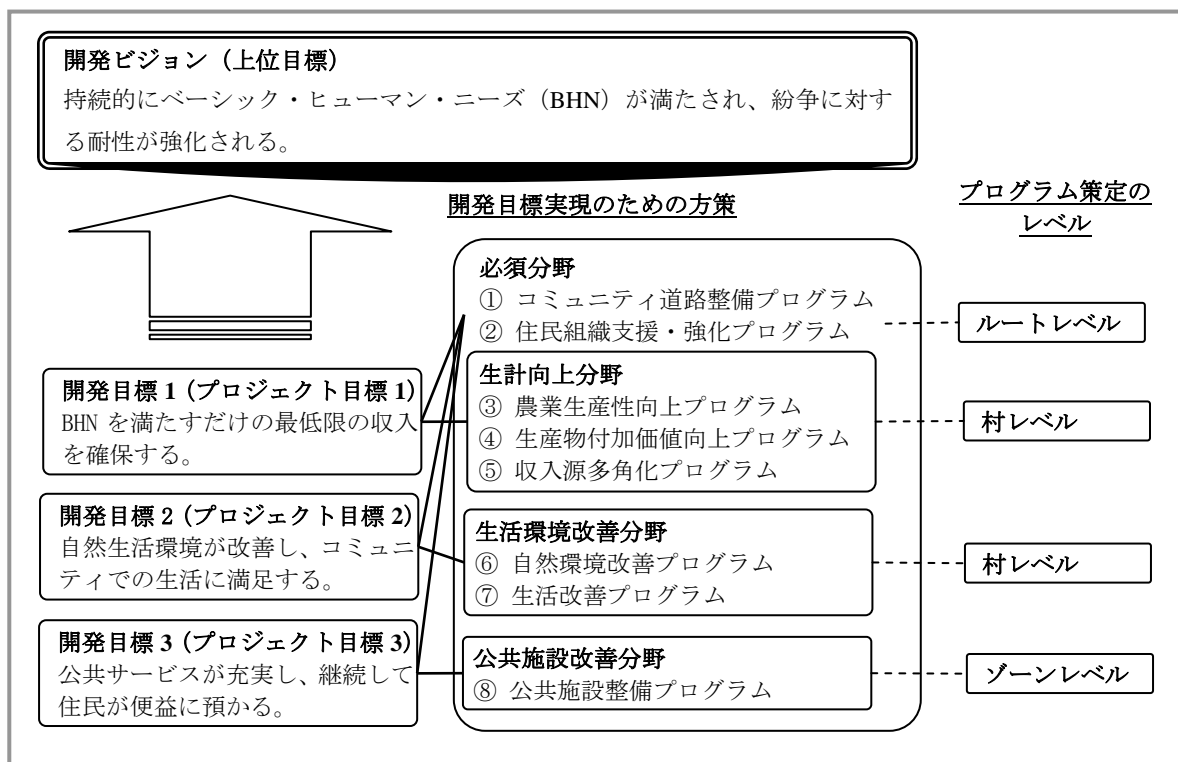 開発ビジョン（上位目標）
持続的にベーシック・ヒューマン・ニーズ（BHN）が満たされ、紛争に対す
る耐性が強化される。
開発目標実現のための方策
プログラム策定の
レベル
必須分野
① コミュニティ道路整備プログラム
② 住民組織支援・強化プログラム
ルートレベル
開発目標 1（プロジェクト目標 1）
BHN を満たすだけの最低限の収入
を確保する。
生計向上分野
③ 農業生産性向上プログラム
④ 生産物付加価値向上プログラム
⑤ 収入源多角化プログラム
村レベル
開発目標 2（プロジェクト目標 2）
自然生活環境が改善し、コミュニ
ティでの生活に満足する。
生活環境改善分野
⑥ 自然環境改善プログラム
⑦ 生活改善プログラム
村レベル
開発目標 3（プロジェクト目標 3）
公共サービスが充実し、継続して
住民が便益に預かる。
公共施設改善分野
⑧ 公共施設整備プログラム
ゾーンレベル